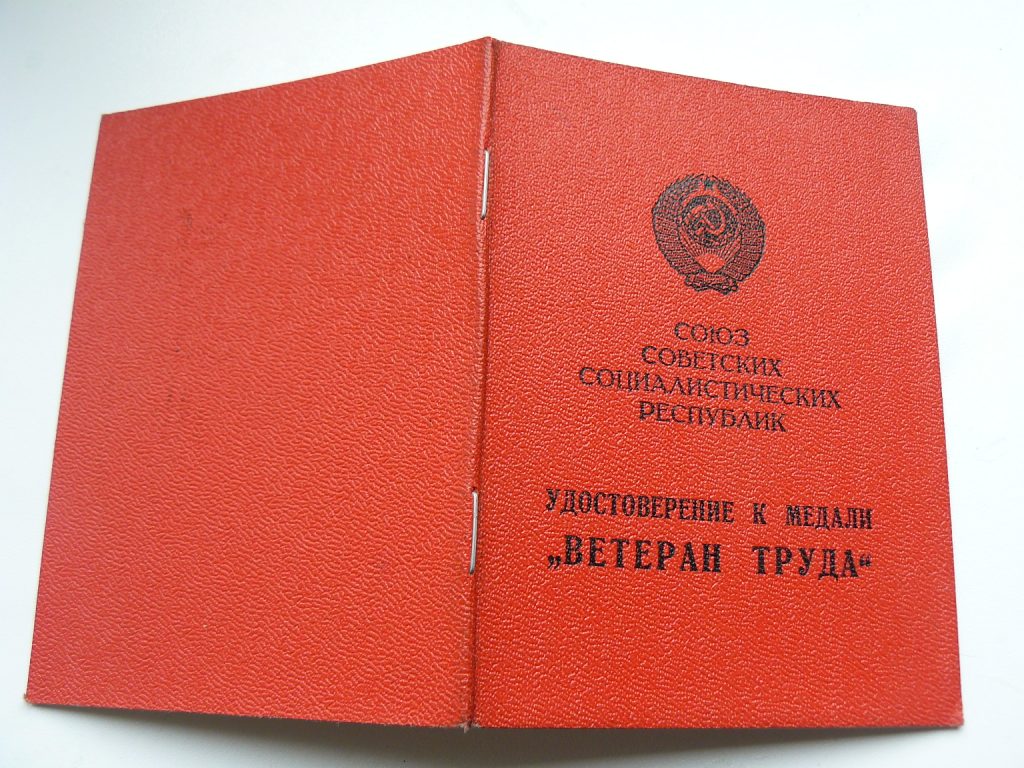 СОЮЗ
СОВЕТСКИХ
СОЦИАЛИСТИЧЕСКИХ
РЕСПУБЛИК
УДОСТОВЕРЕНИЕ К МЕДАЛИ
„ВЕТЕРАН ТРУДА“